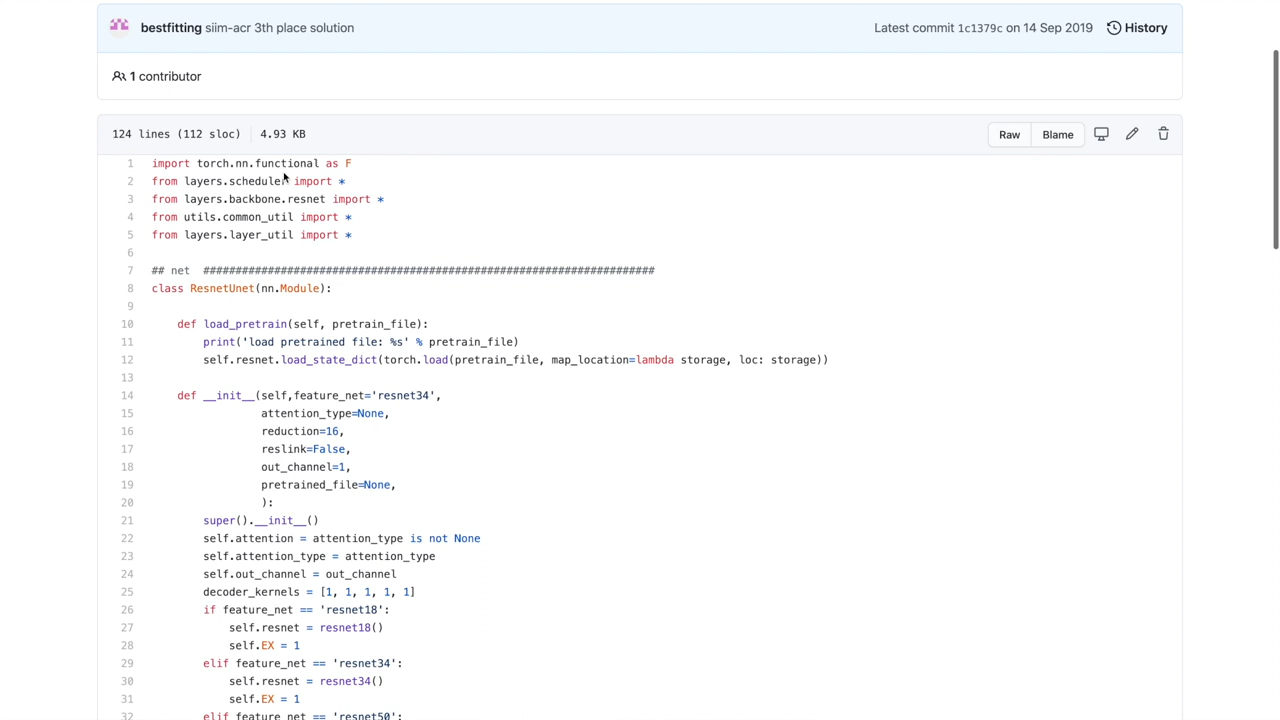 bestfitting siim-acr 3th place solution Latest commit 1c1379c on 14 Sep 2019 History
1 contributor
124 lines (112 sloc) 4.93 KB Raw Blame
1 import torch.nn.functional as F
2 from layers.scheduler import *
3 from layers.backbone.resnet import *
4 from utils.common_util import *
5 from layers.layer_util import *
6
7 ## net ######################################################################
8 class ResnetUnet(nn.Module):
9
10 def load_pretrain(self, pretrain_file):
11 print('load pretrained file: %s' % pretrain_file)
12 self.resnet.load_state_dict(torch.load(pretrain_file, map_location=lambda storage, loc: storage))
13
14 def __init__(self,feature_net='resnet34',
15 attention_type=None,
16 reduction=16,
17 reslink=False,
18 out_channel=1,
19 pretrained_file=None,
20 ):
21 super().__init__()
22 self.attention = attention_type is not None
23 self.attention_type = attention_type
24 self.out_channel = out_channel
25 decoder_kernels = [1, 1, 1, 1, 1]
26 if feature_net == 'resnet18':
27 self.resnet = resnet18()
28 self.EX = 1
29 elif feature_net == 'resnet34':
30 self.resnet = resnet34()
31 self.EX = 1
32 elif feature_net == 'resnet50':